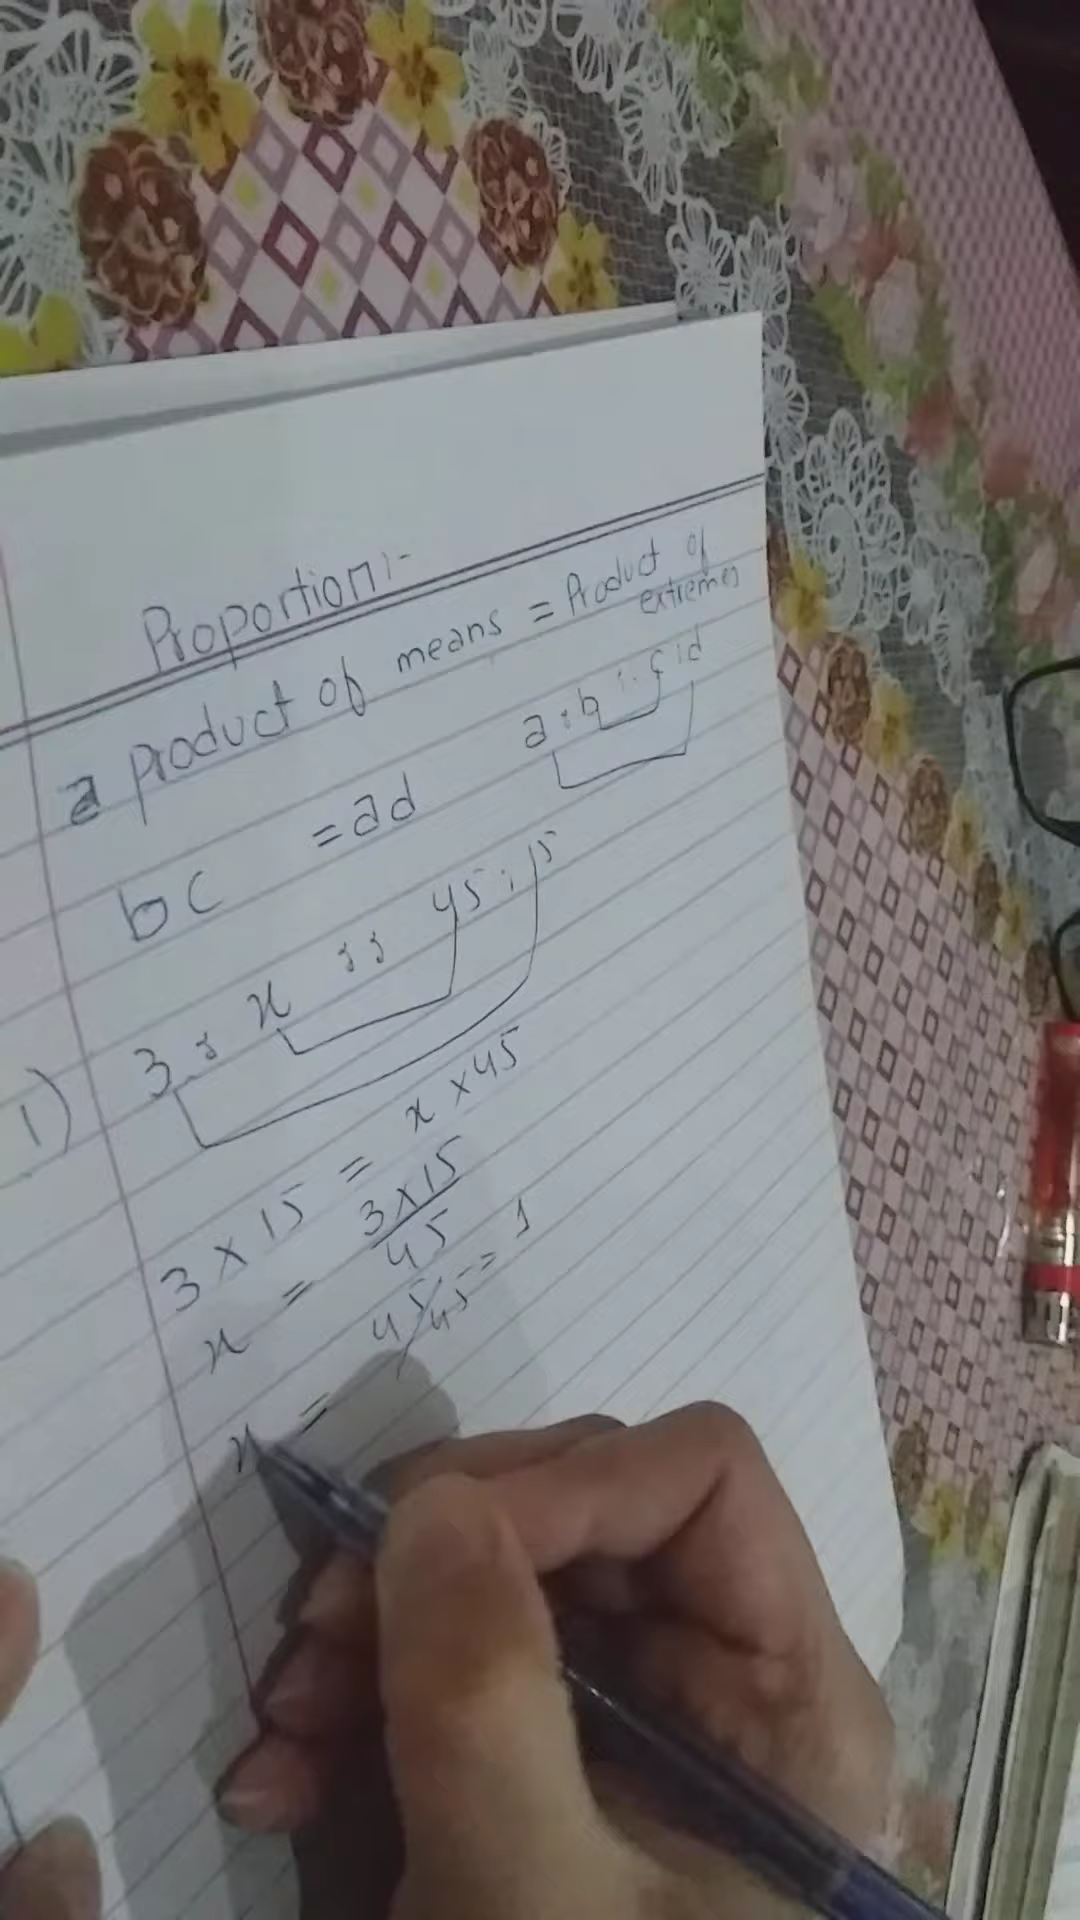 Proportion:-
a product of means = Product of extremes
a : b :: c : d
bc = ad
1) 3 : x :: 45 : 15
3 × 15 = x × 45
x = 3×15/45
45/45 = 1
x =